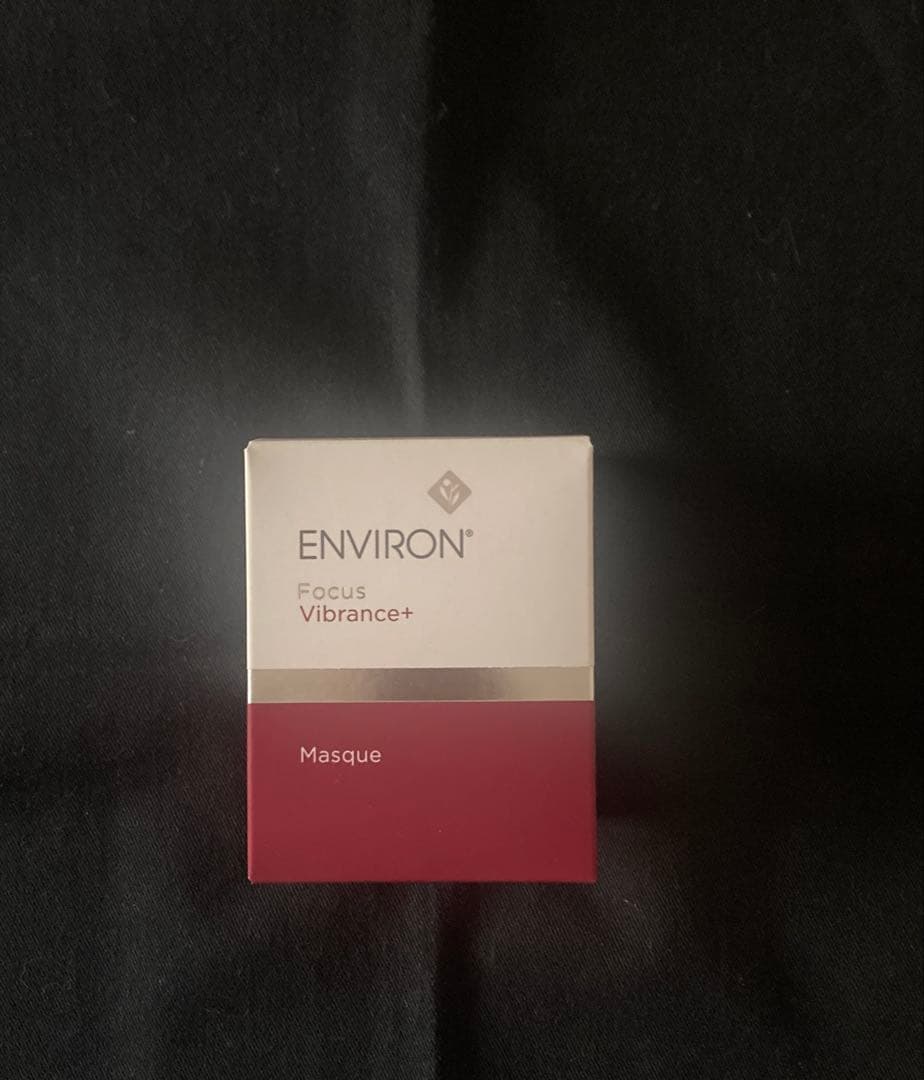 ENVIRON®
Focus
Vibrance+
Masque